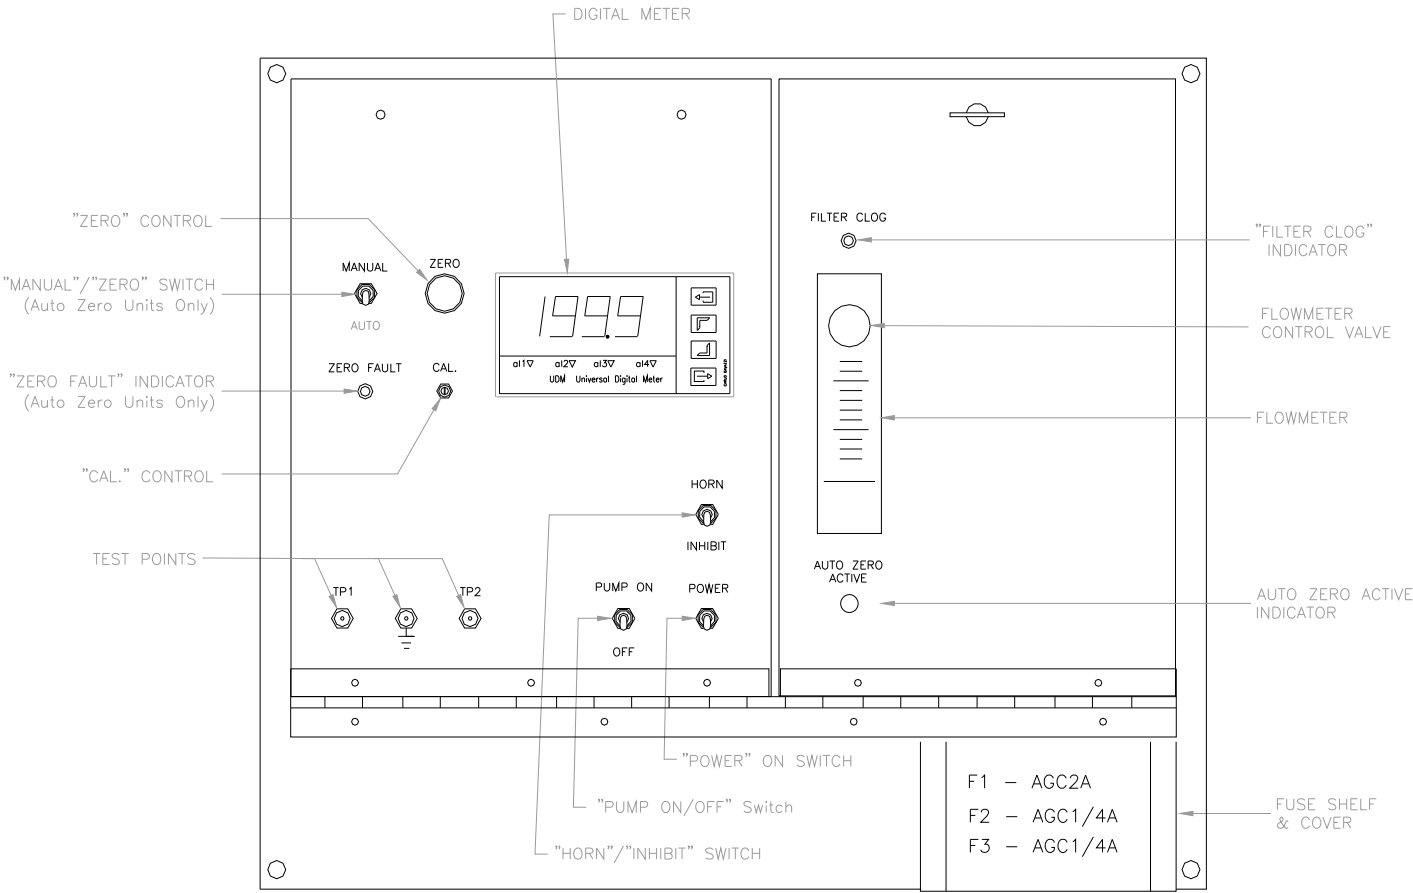 DIGITAL METER
"ZERO" CONTROL
"MANUAL"/"ZERO" SWITCH
(Auto Zero Units Only)
"ZERO FAULT" INDICATOR
(Auto Zero Units Only)
"CAL." CONTROL
TEST POINTS
MANUAL
AUTO
ZERO
ZERO FAULT
CAL.
199.9
al1▽ al2▽ al3▽ al4▽
UDM Universal Digital Meter
HORN
INHIBIT
TP1
TP2
PUMP ON
OFF
POWER
FILTER CLOG
AUTO ZERO
ACTIVE
"FILTER CLOG"
INDICATOR
FLOWMETER
CONTROL VALVE
FLOWMETER
AUTO ZERO ACTIVE
INDICATOR
"POWER" ON SWITCH
"PUMP ON/OFF" Switch
"HORN"/"INHIBIT" SWITCH
F1 - AGC2A
F2 - AGC1/4A
F3 - AGC1/4A
FUSE SHELF
& COVER